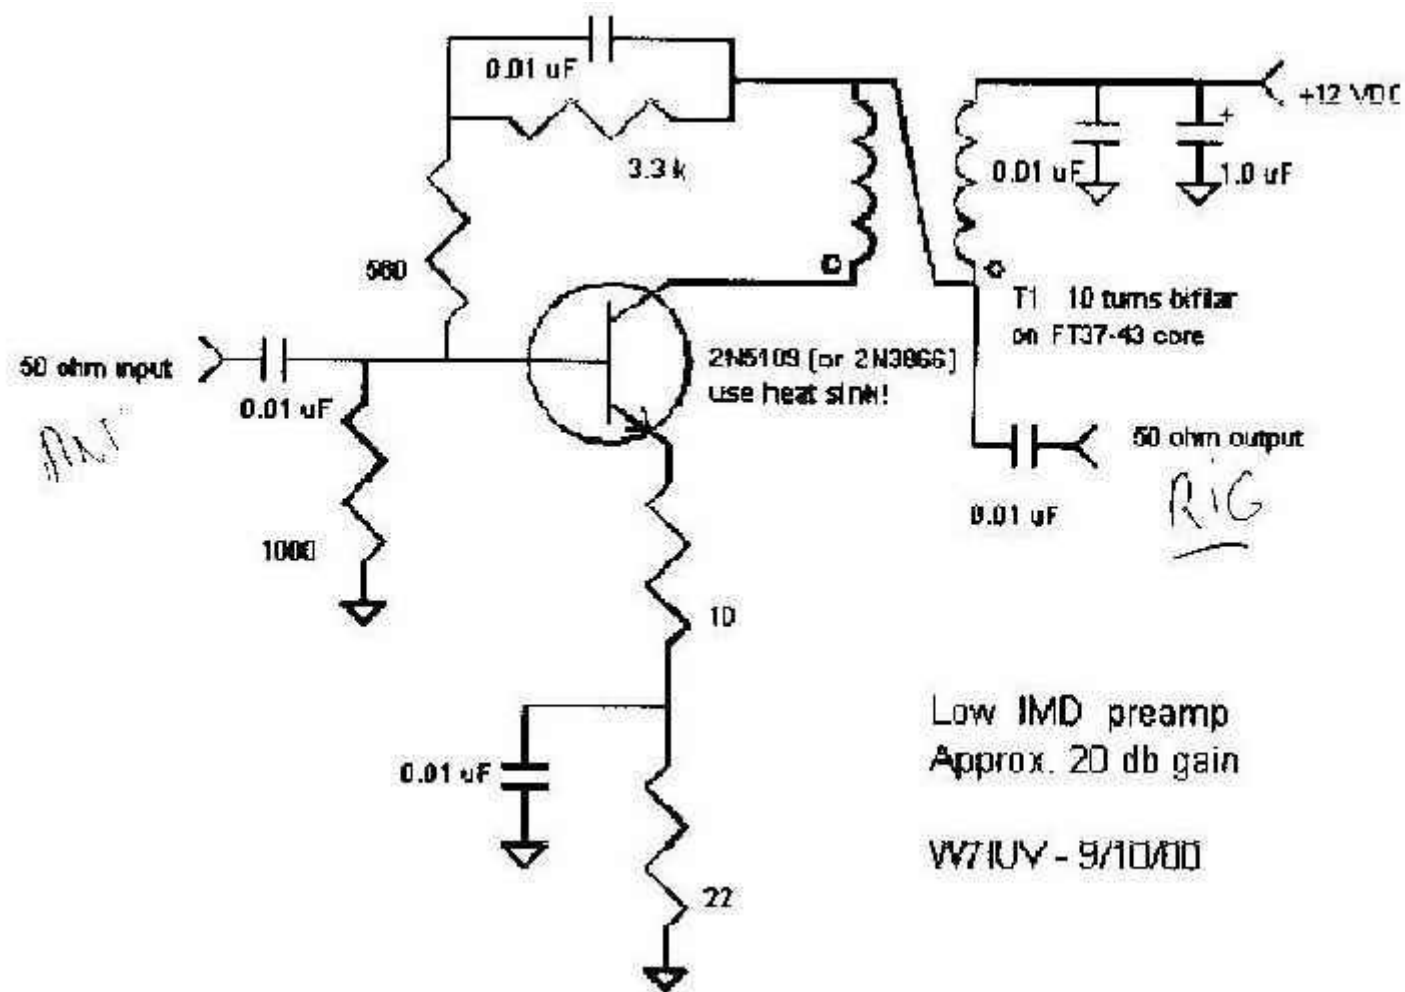 0.01 uF
3.3 k
560
+12 VDC
0.01 uF
1.0 uF
+
T1 10 turns bifilar
on FT37-43 core
50 ohm input
0.01 uF
ANT
2N5109 (or 2N3866)
use heat sink!
50 ohm output
0.01 uF
RIG
1000
10
0.01 uF
22
Low IMD preamp
Approx. 20 db gain
W7IUV - 9/10/00